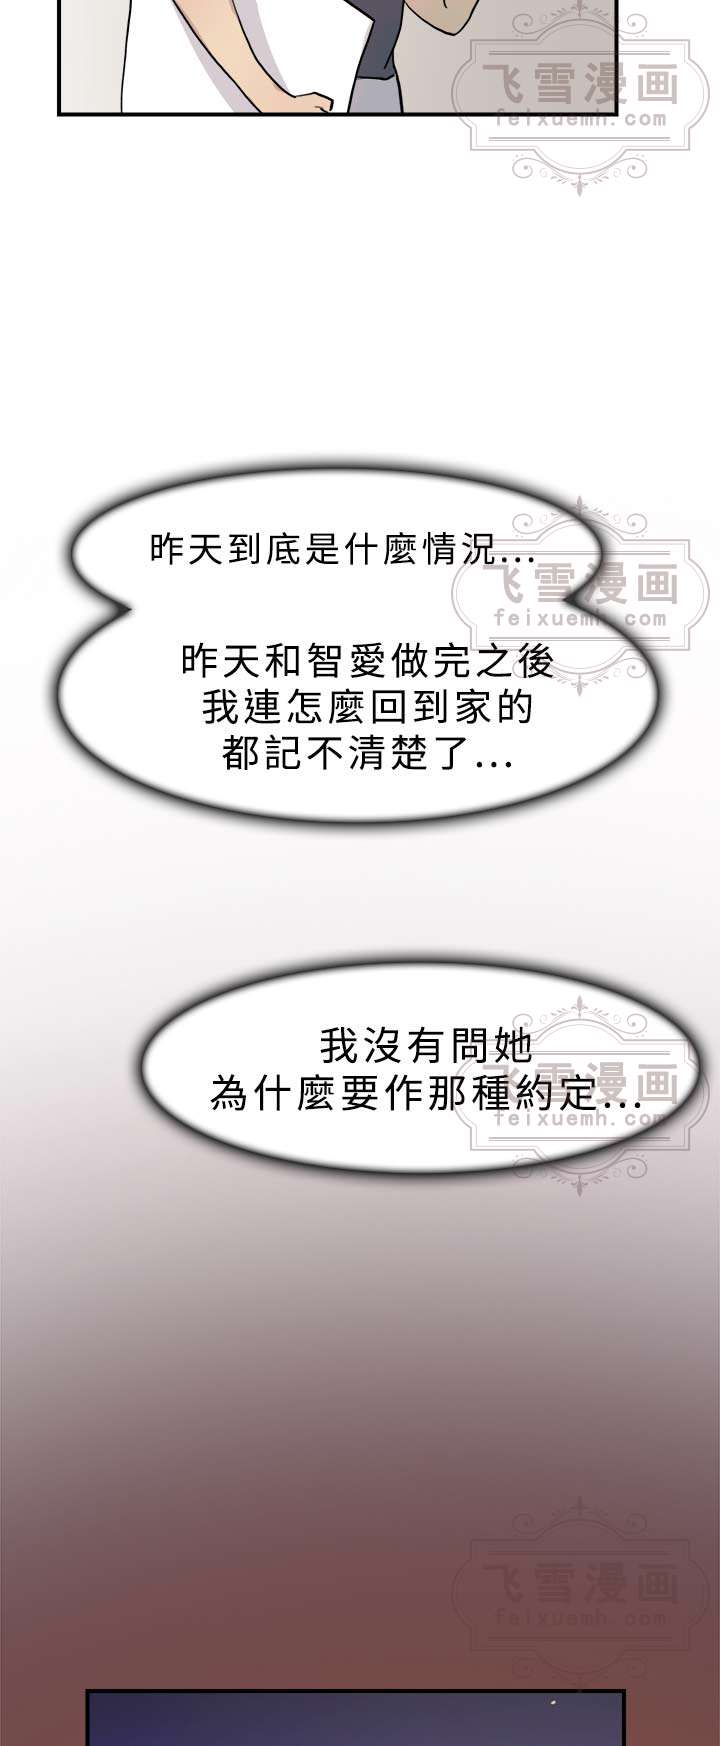 飞雪漫画
feixuemh.com
昨天到底是什麼情況...
飞雪漫画
feixuemh.com
昨天和智愛做完之後
我連怎麼回到家的
都記不清楚了...
我沒有問她
為什麼要作那種約定...
飞雪漫画
feixuemh.com
飞雪漫画
feixuemh.com